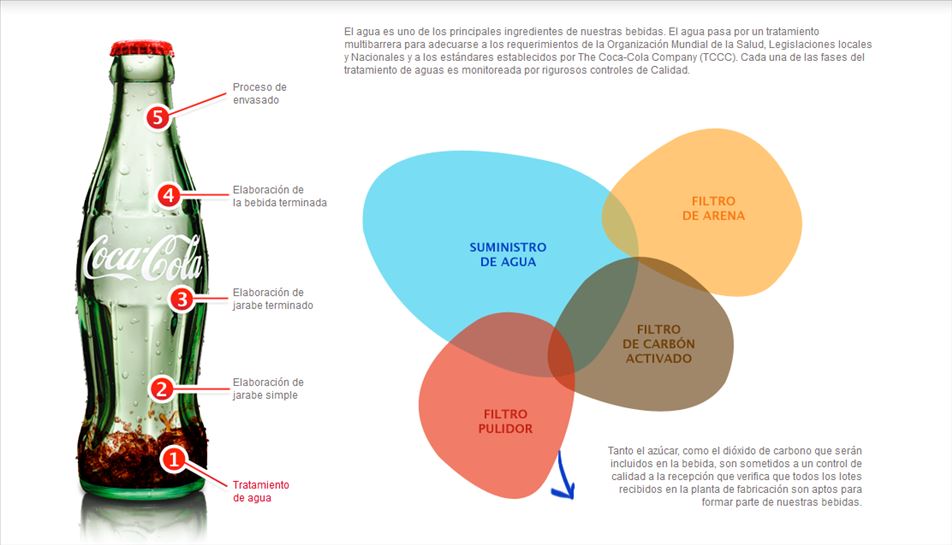 El agua es uno de los principales ingredientes de nuestras bebidas. El agua pasa por un tratamiento
multibarrera para adecuarse a los requerimientos de la Organización Mundial de la Salud, Legislaciones locales
y Nacionales y a los estándares establecidos por The Coca-Cola Company (TCCC). Cada una de las fases del
tratamiento de aguas es monitoreada por rigurosos controles de Calidad.
5
Proceso de
envasado
4
Elaboración de
la bebida terminada
Coca-Cola
3
Elaboración de
jarabe terminado
2
Elaboración de
jarabe simple
1
Tratamiento
de agua
SUMINISTRO
DE AGUA
FILTRO
DE ARENA
FILTRO
DE CARBÓN
ACTIVADO
FILTRO
PULIDOR
Tanto el azúcar, como el dióxido de carbono que serán
incluidos en la bebida, son sometidos a un control de
calidad a la recepción que verifica que todos los lotes
recibidos en la planta de fabricación son aptos para
formar parte de nuestras bebidas.